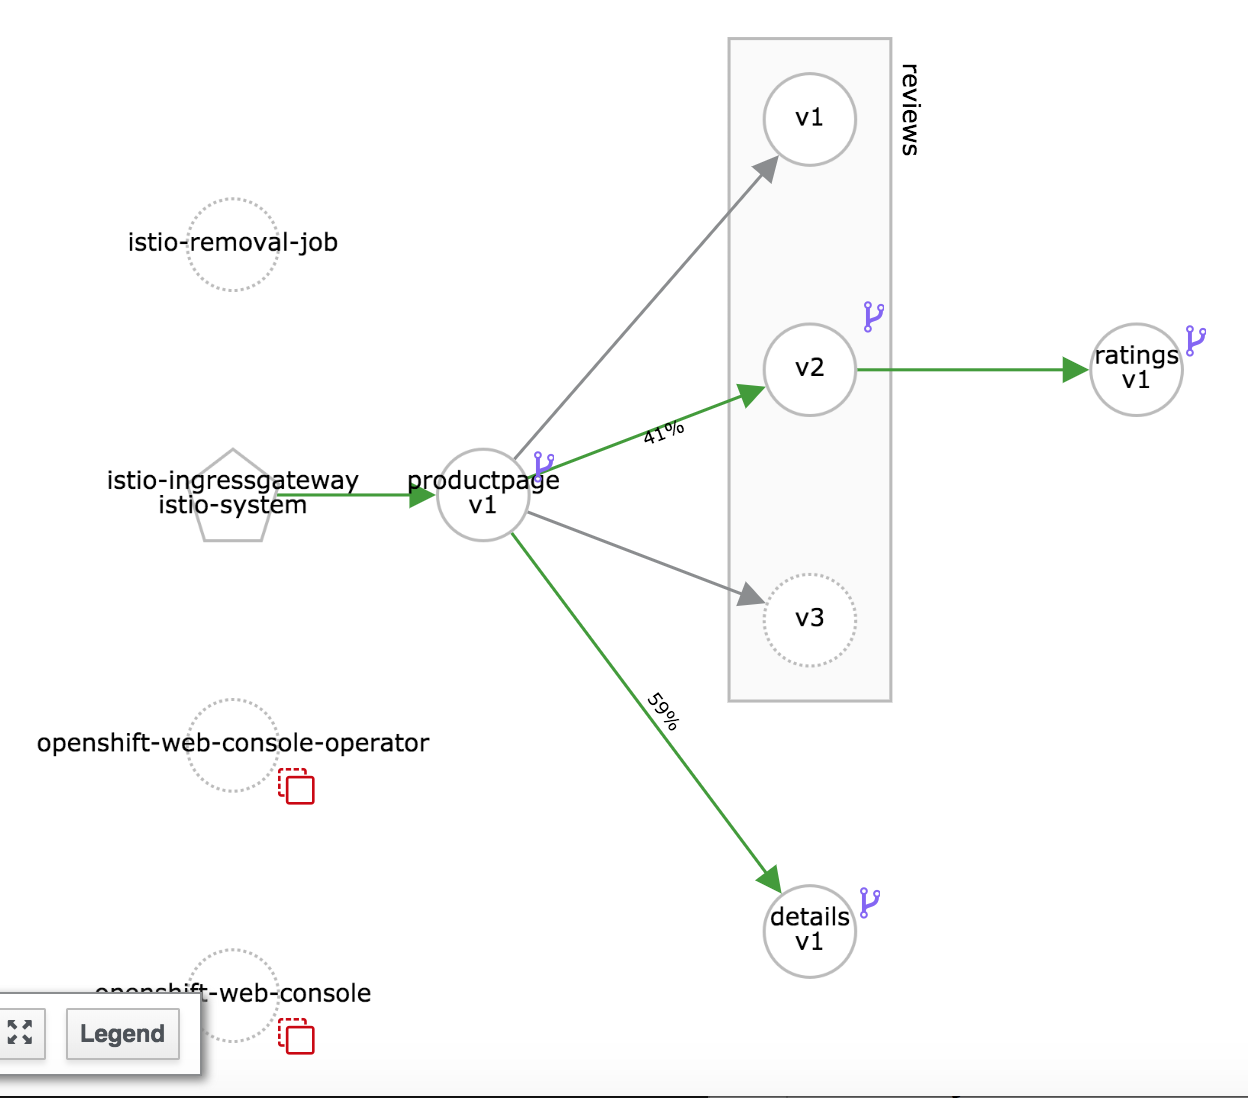 reviews
v1
istio-removal-job
v2
ratings
v1
41%
istio-ingressgateway
istio-system
productpage
v1
v3
59%
openshift-web-console-operator
details
v1
openshift-web-console
Legend